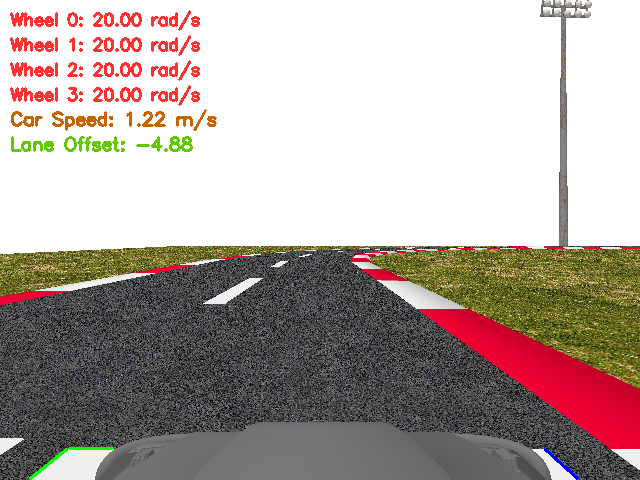 Wheel 0: 20.00 rad/s
Wheel 1: 20.00 rad/s
Wheel 2: 20.00 rad/s
Wheel 3: 20.00 rad/s
Car Speed: 1.22 m/s
Lane Offset: -4.88